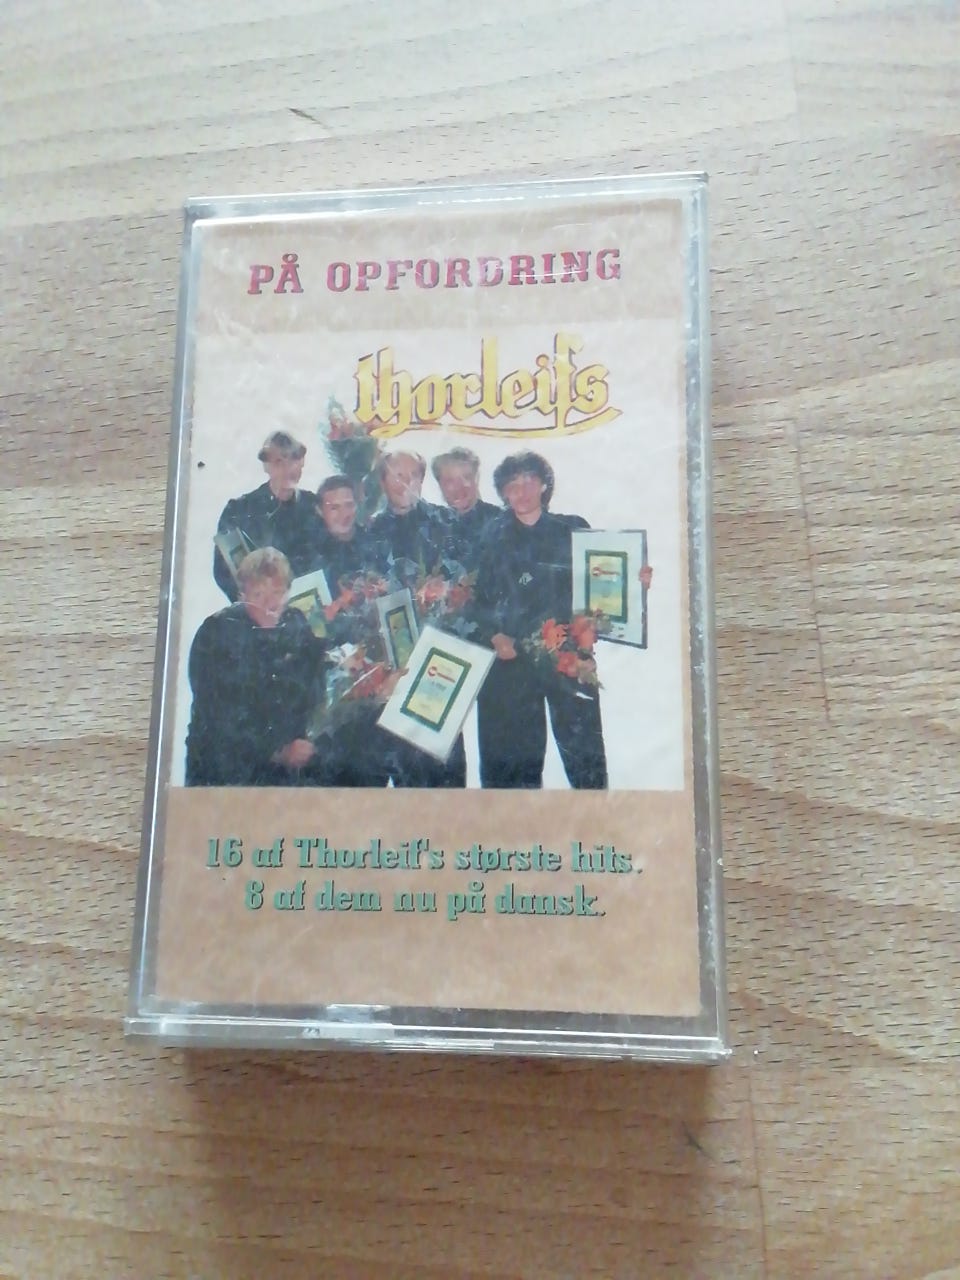 PÅ OPFORDRING
thorleifs
16 af Thorleif's største hits.
8 af dem nu på dansk.